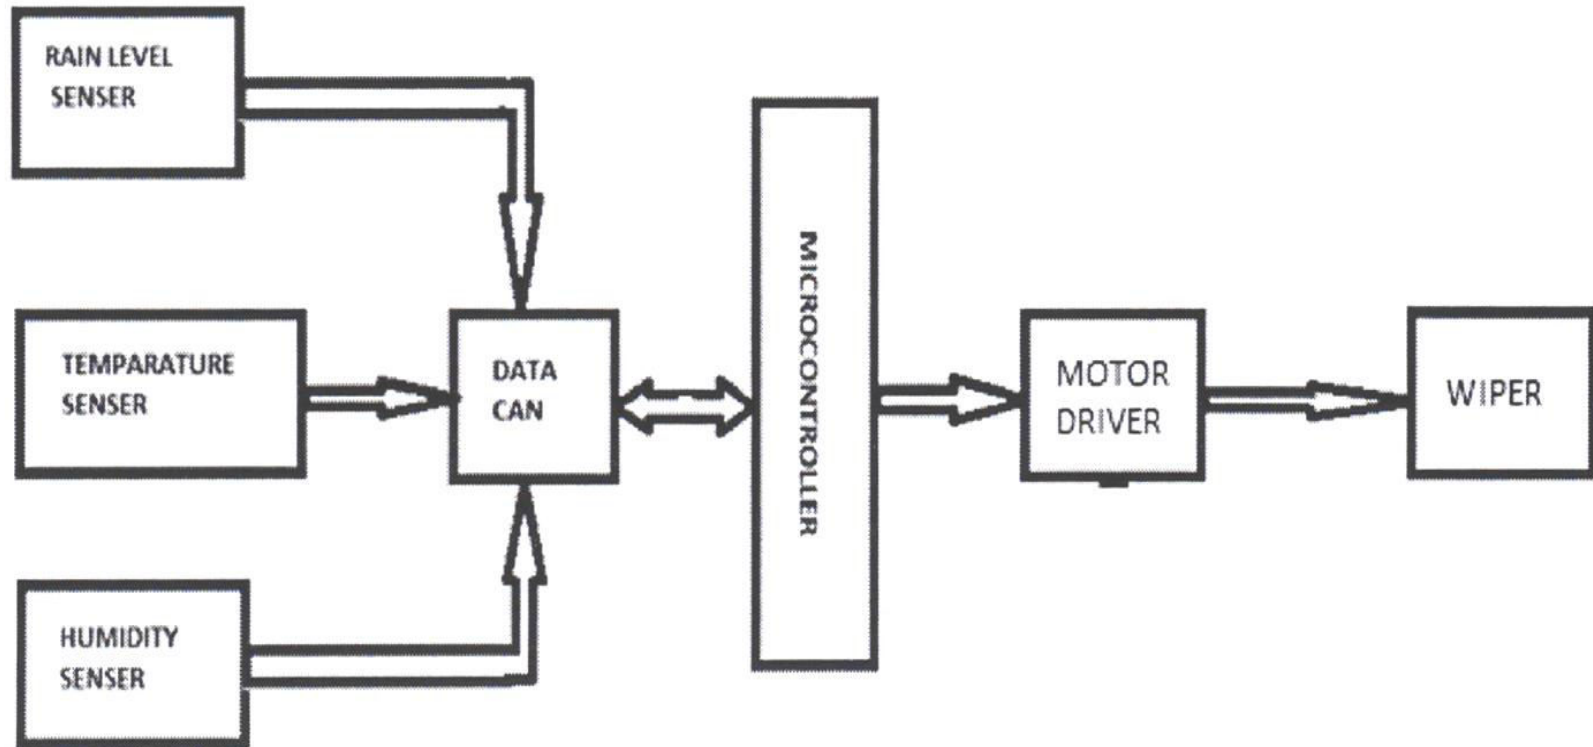 RAIN LEVEL
SENSER
TEMPARATURE
SENSER
DATA
CAN
HUMIDITY
SENSER
MICROCONTROLLER
MOTOR
DRIVER
WIPER